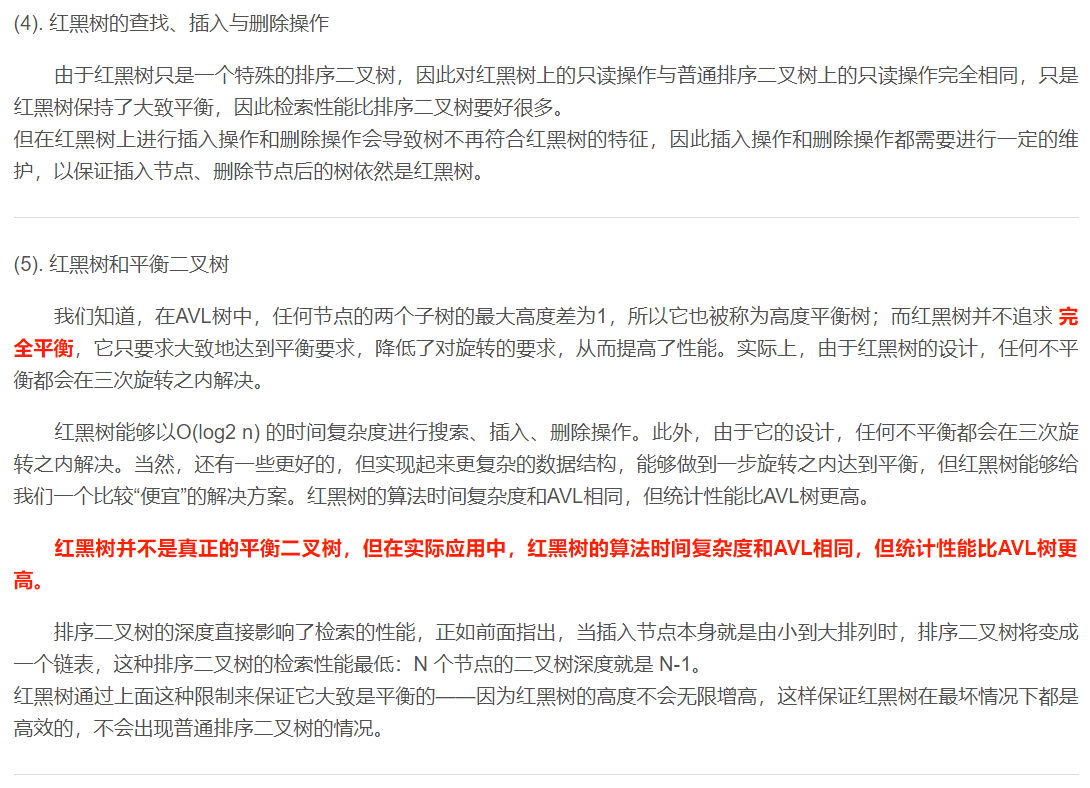 (4). 红黑树的查找、插入与删除操作
由于红黑树只是一个特殊的排序二叉树，因此对红黑树上的只读操作与普通排序二叉树上的只读操作完全相同，只是
红黑树保持了大致平衡，因此检索性能比排序二叉树要好很多。
但在红黑树上进行插入操作和删除操作会导致树不再符合红黑树的特征，因此插入操作和删除操作都需要进行一定的维
护，以保证插入节点、删除节点后的树依然是红黑树。
(5). 红黑树和平衡二叉树
我们知道，在AVL树中，任何节点的两个子树的最大高度差为1，所以它也被称为高度平衡树；而红黑树并不追求 完
全平衡，它只要求大致地达到平衡要求，降低了对旋转的要求，从而提高了性能。实际上，由于红黑树的设计，任何不平
衡都会在三次旋转之内解决。
红黑树能够以O(log2 n) 的时间复杂度进行搜索、插入、删除操作。此外，由于它的设计，任何不平衡都会在三次旋
转之内解决。当然，还有一些更好的，但实现起来更复杂的数据结构，能够做到一步旋转之内达到平衡，但红黑树能够给
我们一个比较“便宜”的解决方案。红黑树的算法时间复杂度和AVL相同，但统计性能比AVL树更高。
红黑树并不是真正的平衡二叉树，但在实际应用中，红黑树的算法时间复杂度和AVL相同，但统计性能比AVL树更
高。
排序二叉树的深度直接影响了检索的性能，正如前面指出，当插入节点本身就是由小到大排列时，排序二叉树将变成
一个链表，这种排序二叉树的检索性能最低：N 个节点的二叉树深度就是 N-1。
红黑树通过上面这种限制来保证它大致是平衡的——因为红黑树的高度不会无限增高，这样保证红黑树在最坏情况下都是
高效的，不会出现普通排序二叉树的情况。